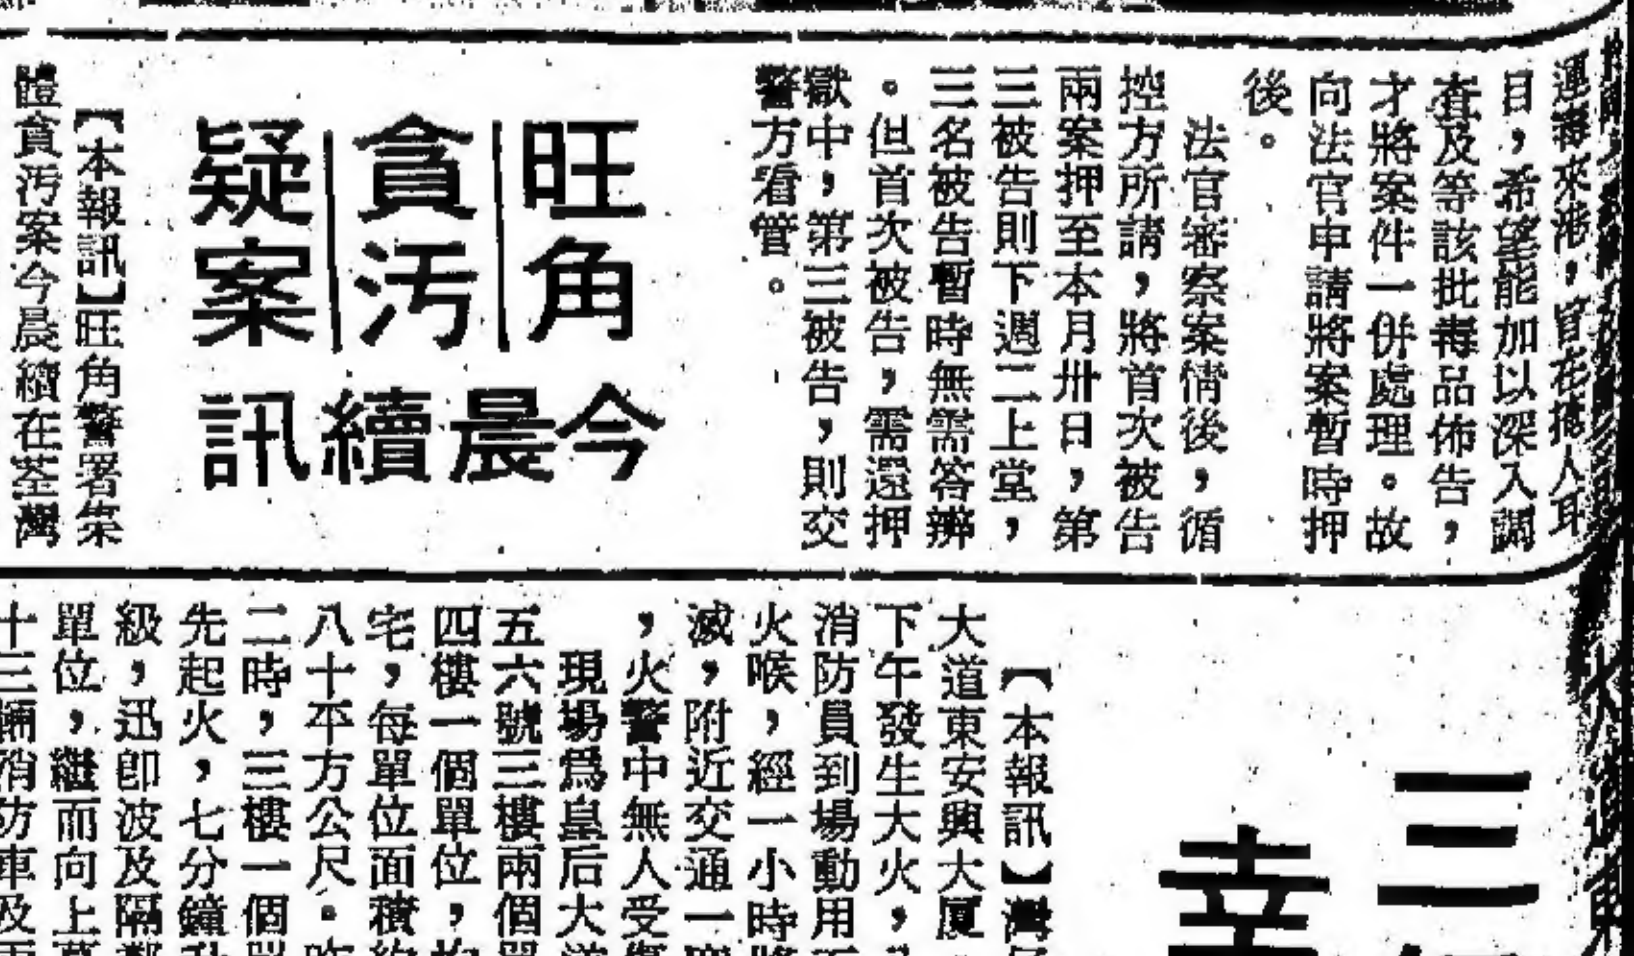 運毒來港，皆在擾人耳
目，希望能加以深入調
查及等該批毒品佈告，
才將案件一併處理。故
向法官申請將案暫時押
後。
法官審察案情後，循
控方所請，將首次被告
兩案押至本月卅日，第
三被告則下週二上堂，
三名被告暫時無需答辨
。但首次被告，需還押
獄中，第三被告，則交
警方看管。
旺角
貪污
疑案
今晨續訊
【本報訊】旺角警署集
體貪污案今晨續在荃灣
三
幸
【本報訊】灣
大道東安興大厦
下午發生大火，
消防員到場動用
火喉，經一小時
滅，附近交通一
，火警中無人受
現場爲皇后大
五六號三樓兩個單
四樓一個單位，
宅，每單位面積
八十平方公尺。
二時，三樓一個單
先起火，七分鐘
級，迅即波及隔
單位，繼而向上
十三輛消防車及